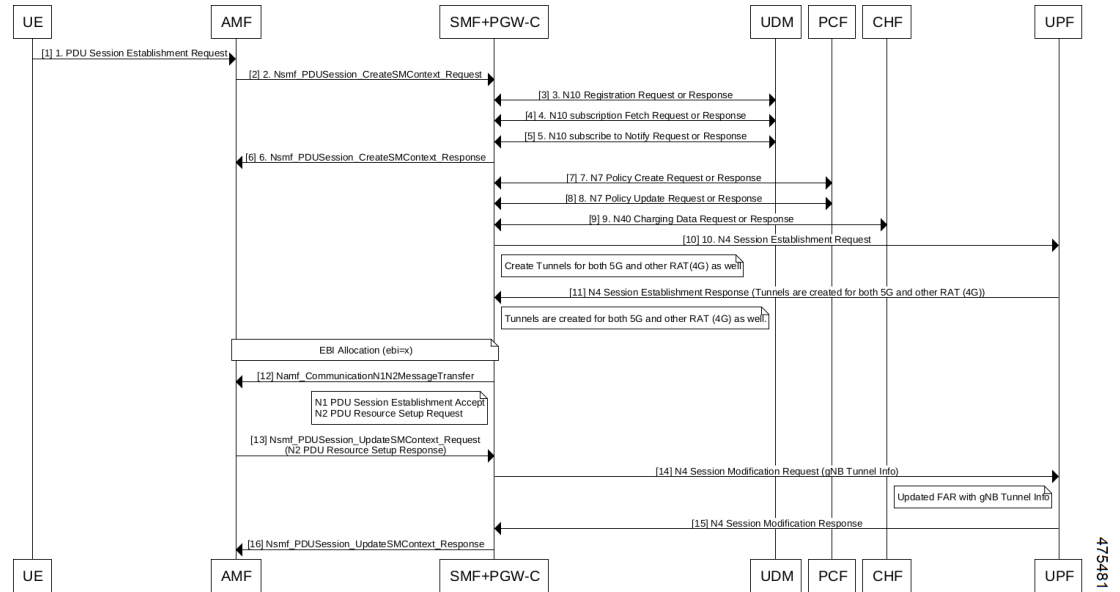 UE
AMF
SMF+PGW-C
UDM
PCF
CHF
UPF
[1] 1. PDU Session Establishment Request
[2] 2. Nsmf_PDUSession_CreateSMContext_Request
[3] 3. N10 Registration Request or Response
[4] 4. N10 subscription Fetch Request or Response
[5] 5. N10 subscribe to Notify Request or Response
[6] 6. Nsmf_PDUSession_CreateSMContext_Response
[7] 7. N7 Policy Create Request or Response
[8] 8. N7 Policy Update Request or Response
[9] 9. N40 Charging Data Request or Response
[10] 10. N4 Session Establishment Request
Create Tunnels for both 5G and other RAT(4G) as well
[11] N4 Session Establishment Response (Tunnels are created for both 5G and other RAT (4G))
Tunnels are created for both 5G and other RAT (4G) as well.
EBI Allocation (ebi=x)
[12] Namf_CommunicationN1N2MessageTransfer
N1 PDU Session Establishment Accept
N2 PDU Resource Setup Request
[13] Nsmf_PDUSession_UpdateSMContext_Request
(N2 PDU Resource Setup Response)
[14] N4 Session Modification Request (gNB Tunnel Info)
Updated FAR with gNB Tunnel Info
[15] N4 Session Modification Response
[16] Nsmf_PDUSession_UpdateSMContext_Response
UE
AMF
SMF+PGW-C
UDM
PCF
CHF
UPF
475481